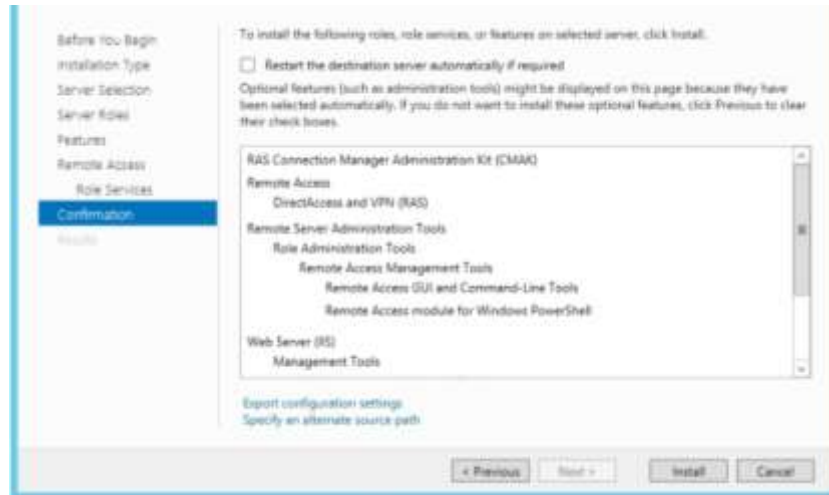 Before You Begin
Installation Type
Server Selection
Server Roles
Features
Remote Access
Role Services
Confirmation
Results
To install the following roles, role services, or features on selected server, click Install.
Restart the destination server automatically if required
Optional features (such as administration tools) might be displayed on this page because they have
been selected automatically. If you do not want to install these optional features, click Previous to clear
their check boxes.
RAS Connection Manager Administration Kit (CMAK)
Remote Access
DirectAccess and VPN (RAS)
Remote Server Administration Tools
Role Administration Tools
Remote Access Management Tools
Remote Access GUI and Command-Line Tools
Remote Access module for Windows PowerShell
Web Server (IIS)
Management Tools
Export configuration settings
Specify an alternate source path
< Previous
Next >
Install
Cancel